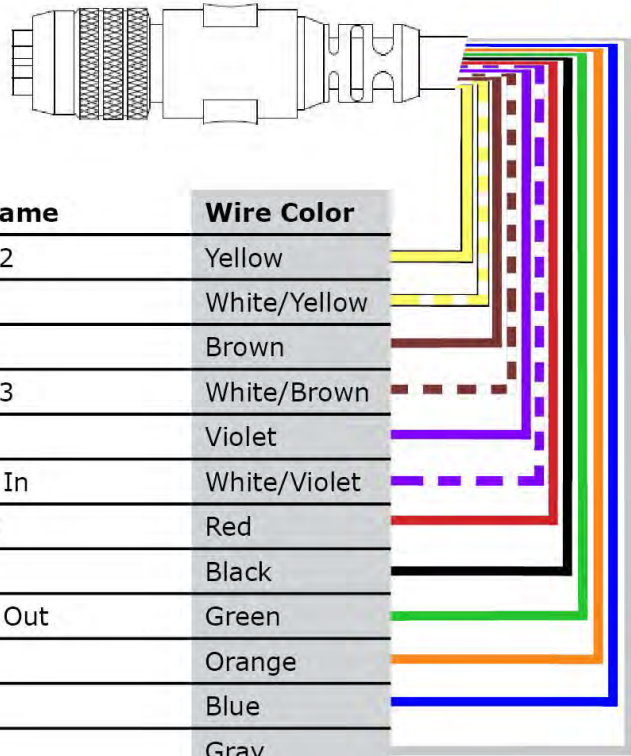 ame Wire Color
2 Yellow
White/Yellow
Brown
3 White/Brown
Violet
In White/Violet
Red
Black
Out Green
Orange
Blue
Gray